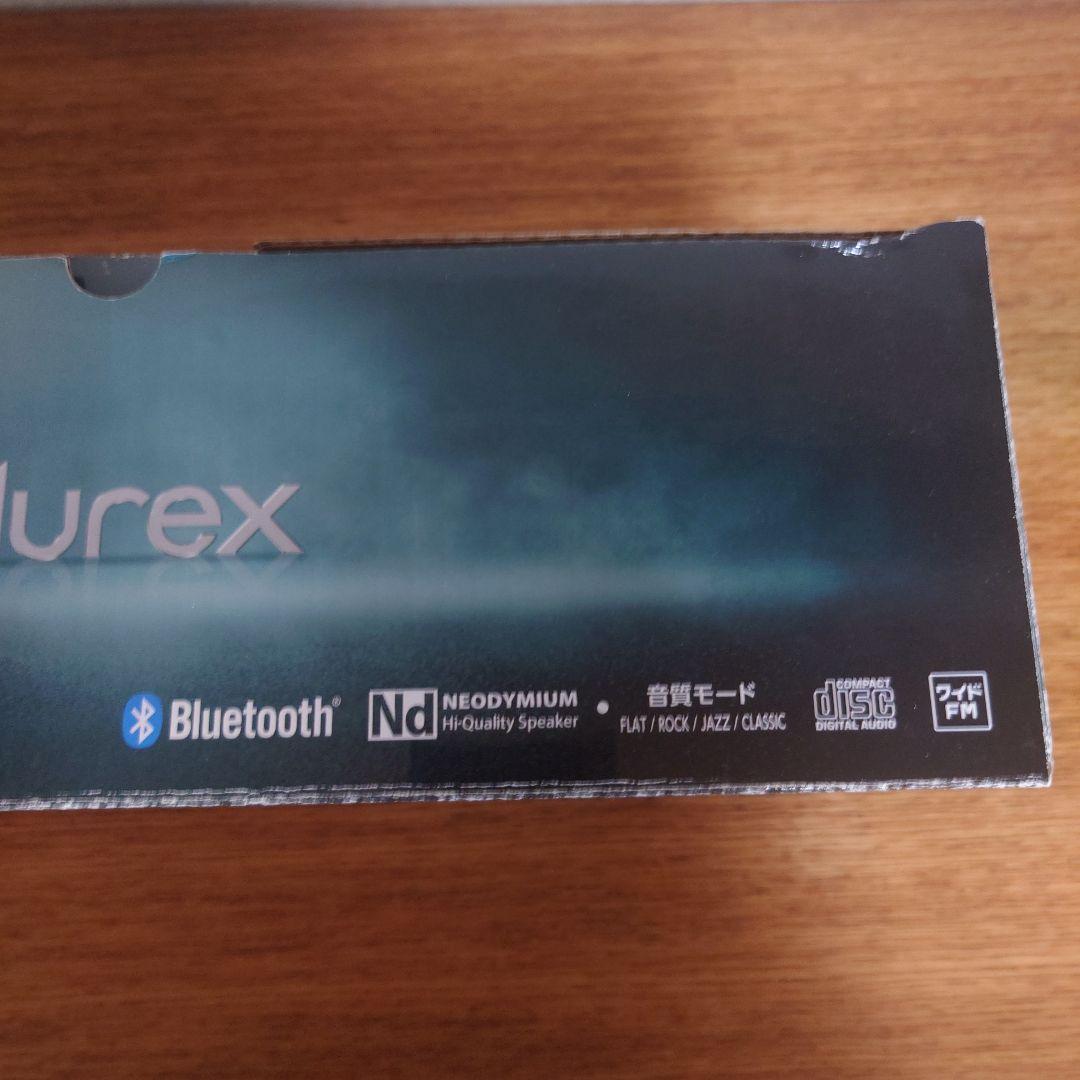 lurex
Bluetooth®
Nd NEODYMIUM
Hi-Quality Speaker
音質モード
FLAT / ROCK / JAZZ / CLASSIC
COMPACT
disc
DIGITAL AUDIO
ワイド
FM